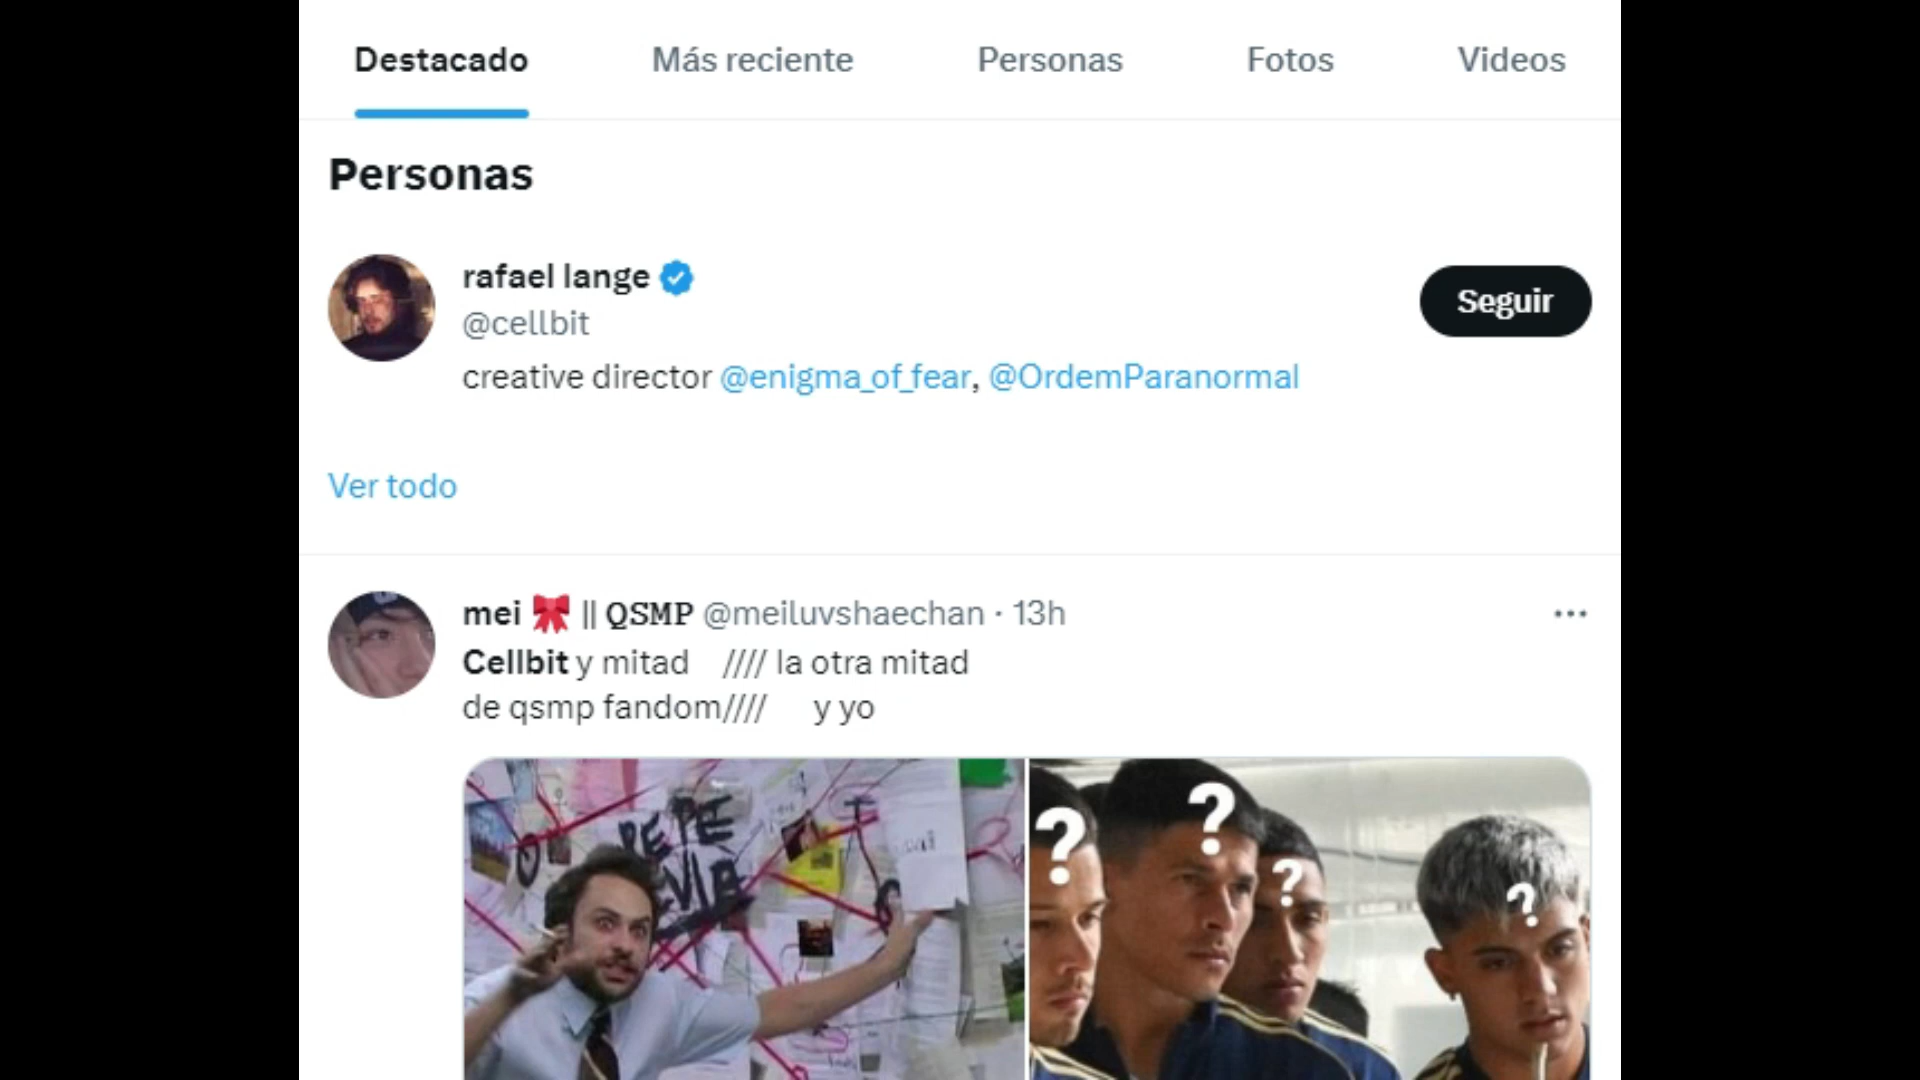 Destacado Más reciente Personas Fotos Videos
Personas
rafael lange
@cellbit
Seguir
creative director @enigma_of_fear, @OrdemParanormal
Ver todo
mei 🎀 || QSMP @meiluvshaechan · 13h
Cellbit y mitad //// la otra mitad
de qsmp fandom//// y yo
PEPE
SILVIA
? ? ? ?